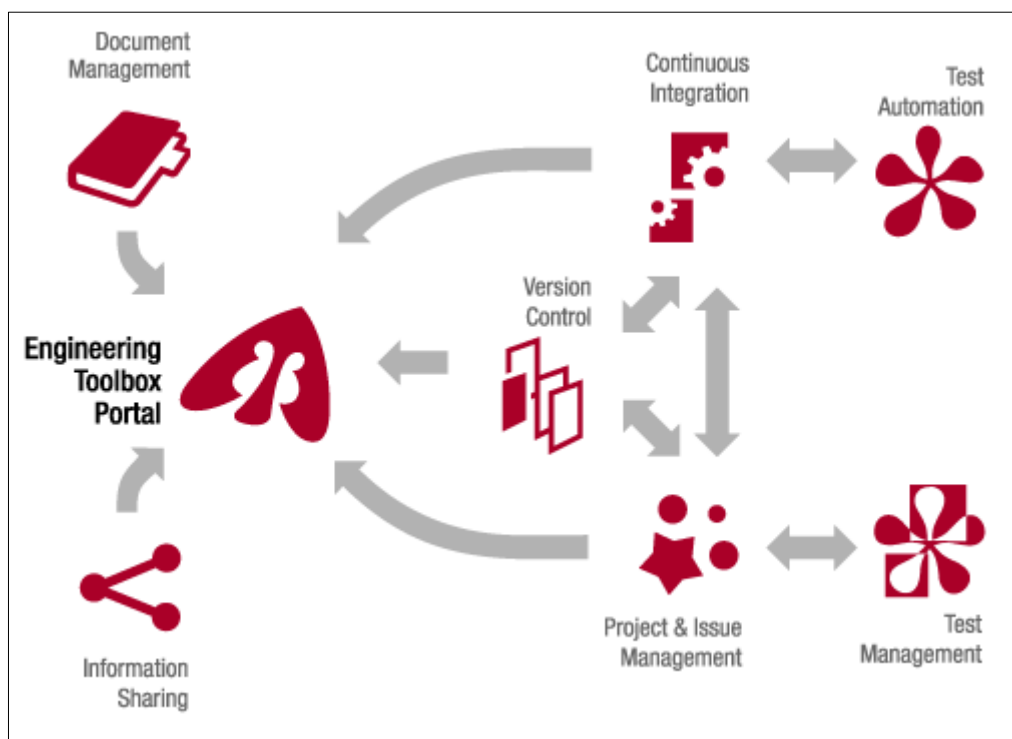 Document
Management
Continuous
Integration
Test
Automation
Version
Control
Engineering
Toolbox
Portal
Project & Issue
Management
Test
Management
Information
Sharing